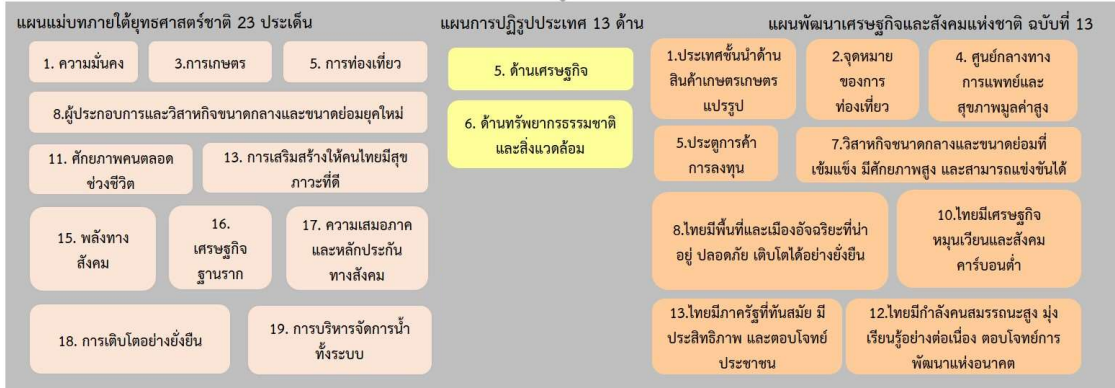 แผนแม่บทภายใต้ยุทธศาสตร์ชาติ 23 ประเด็น
1. ความมั่นคง
3.การเกษตร
5. การท่องเที่ยว
8.ผู้ประกอบการและวิสาหกิจขนาดกลางและขนาดย่อมยุคใหม่
11. ศักยภาพคนตลอด
ช่วงชีวิต
13. การเสริมสร้างให้คนไทยมีสุข
ภาวะที่ดี
15. พลังทาง
สังคม
16.
เศรษฐกิจ
ฐานราก
17. ความเสมอภาค
และหลักประกัน
ทางสังคม
18. การเติบโตอย่างยั่งยืน
19. การบริหารจัดการน้ำ
ทั้งระบบ
แผนการปฏิรูปประเทศ 13 ด้าน
5. ด้านเศรษฐกิจ
6. ด้านทรัพยากรธรรมชาติ
และสิ่งแวดล้อม
แผนพัฒนาเศรษฐกิจและสังคมแห่งชาติ ฉบับที่ 13
1.ประเทศชั้นนำด้าน
สินค้าเกษตรเกษตร
แปรรูป
2.จุดหมาย
ของการ
ท่องเที่ยว
4. ศูนย์กลางทาง
การแพทย์และ
สุขภาพมูลค่าสูง
5.ประตูการค้า
การลงทุน
7.วิสาหกิจขนาดกลางและขนาดย่อมที่
เข้มแข็ง มีศักยภาพสูง และสามารถแข่งขันได้
8.ไทยมีพื้นที่และเมืองอัจฉริยะที่น่า
อยู่ ปลอดภัย เติบโตได้อย่างยั่งยืน
10.ไทยมีเศรษฐกิจ
หมุนเวียนและสังคม
คาร์บอนต่ำ
13.ไทยมีภาครัฐที่ทันสมัย มี
ประสิทธิภาพ และตอบโจทย์
ประชาชน
12.ไทยมีกำลังคนสมรรถนะสูง มุ่ง
เรียนรู้อย่างต่อเนื่อง ตอบโจทย์การ
พัฒนาแห่งอนาคต